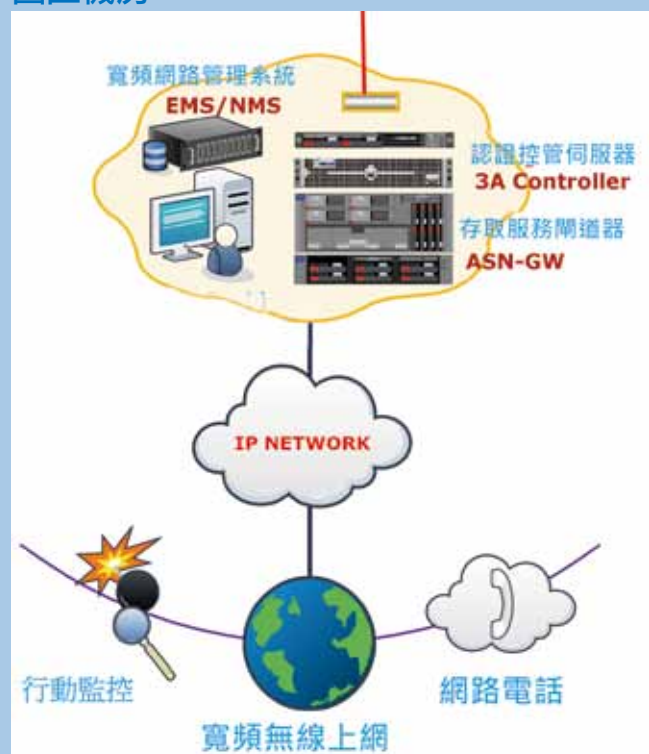 寬頻網路管理系統
EMS/NMS
認證控管伺服器
3A Controller
存取服務閘道器
ASN-GW
IP NETWORK
行動監控
網路電話
寬頻無線上網